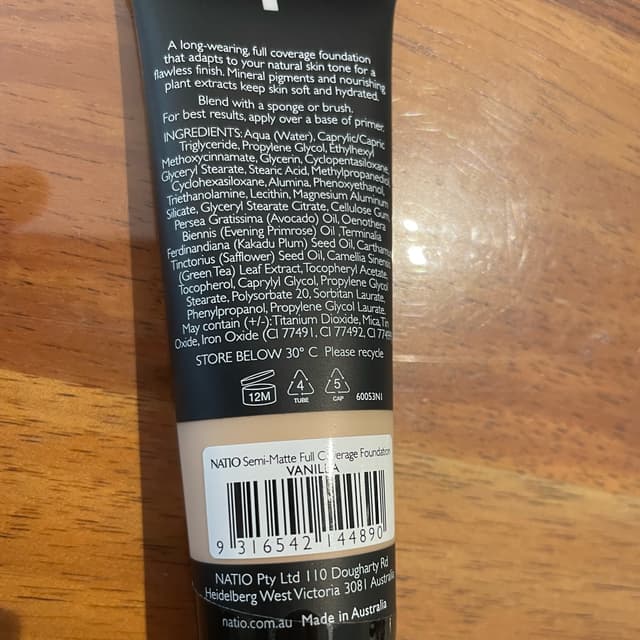 A long-wearing, full coverage foundation
that adapts to your natural skin tone for a
flawless finish. Mineral pigments and nourishing
plant extracts keep skin soft and hydrated.
Blend with a sponge or brush.
For best results, apply over a base of primer.
INGREDIENTS: Aqua (Water), Caprylic/Capric
Triglyceride, Propylene Glycol, Ethylhexyl
Methoxycinnamate, Glycerin, Cyclopentasiloxane,
Glyceryl Stearate, Stearic Acid, Methylpropanediol,
Cyclohexasiloxane, Alumina, Phenoxyethanol,
Triethanolamine, Lecithin, Magnesium Aluminum
Silicate, Glyceryl Stearate Citrate, Cellulose Gum,
Persea Gratissima (Avocado) Oil, Oenothera
Biennis (Evening Primrose) Oil ,Terminalia
Ferdinandiana (Kakadu Plum) Seed Oil, Carthamus
Tinctorius (Safflower) Seed Oil, Camellia Sinensis
(Green Tea) Leaf Extract, Tocopheryl Acetate,
Tocopherol, Caprylyl Glycol, Propylene Glycol
Stearate, Polysorbate 20, Sorbitan Laurate,
Phenylpropanol, Propylene Glycol Laurate.
May contain (+/-): Titanium Dioxide, Mica, Tin
Oxide, Iron Oxide (CI 77491, CI 77492, CI
STORE BELOW 30° C Please recycle
12M 4 TUBE 5 CAP 60053N1
NATIO Semi-Matte Full Coverage Foundation
VANILLA
9 316542 144890
NATIO Pty Ltd 110 Dougharty Rd
Heidelberg West Victoria 3081 Australia
natio.com.au Made in Australia